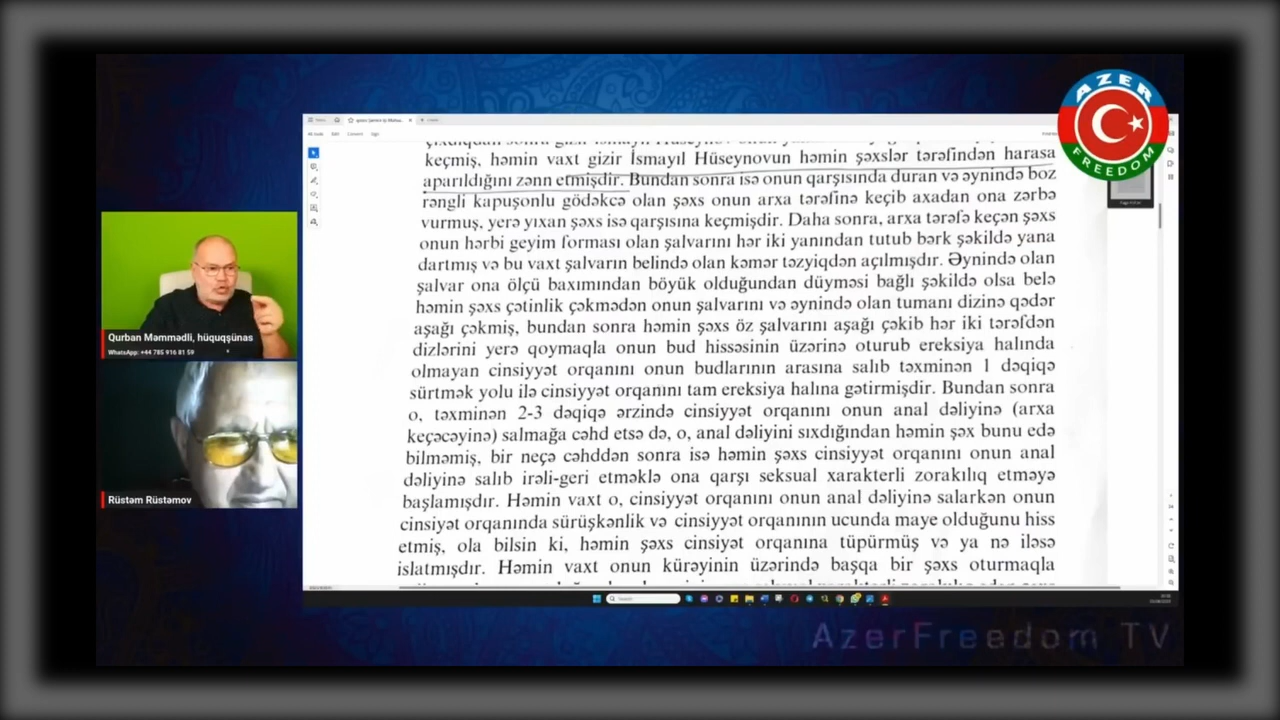 AZER
FREEDOM
keçmiş, həmin vaxt gizir İsmayıl Hüseynovun həmin şəxslər tərəfindən harasa
aparıldığını zənn etmişdir. Bundan sonra isə onun qarşısında duran və əynində boz
rəngli kapuşonlu gödəkcə olan şəxs onun arxa tərəfinə keçib axadan ona zərbə
vurmuş, yerə yıxan şəxs isə qarşısına keçmişdir. Daha sonra, arxa tərəfə keçən şəxs
onun hərbi geyim forması olan şalvarını hər iki yanından tutub bərk şəkildə yana
dartmış və bu vaxt şalvarın belində olan kəmər təzyiqdən açılmışdır. Əynində olan
şalvar ona ölçü baxımından böyük olduğundan düyməsi bağlı şəkildə olsa belə
həmin şəxs çətinlik çəkmədən onun şalvarını və əynində olan tumanı dizinə qədər
aşağı çəkmiş, bundan sonra həmin şəxs öz şalvarını aşağı çəkib hər iki tərəfdən
dizlərini yerə qoymaqla onun bud hissəsinin üzərinə oturub ereksiya halında
olmayan cinsiyyət orqanını onun budlarının arasına salıb təxminən 1 dəqiqə
sürtmək yolu ilə cinsiyyət orqanını tam ereksiya halına gətirmişdir. Bundan sonra
o, təxminən 2-3 dəqiqə ərzində cinsiyyət orqanını onun anal dəliyinə (arxa
keçəcəyinə) salmağa cəhd etsə də, o, anal dəliyini sıxdığından həmin şəx bunu edə
bilməmiş, bir neçə cəhddən sonra isə həmin şəxs cinsiyyət orqanını onun anal
dəliyinə salıb irəli-geri etməklə ona qarşı seksual xarakterli zorakılıq etməyə
başlamışdır. Həmin vaxt o, cinsiyyət orqanını onun anal dəliyinə salarkən onun
cinsiyət orqanında sürüşkənlik və cinsiyyət orqanının ucunda maye olduğunu hiss
etmiş, ola bilsin ki, həmin şəxs cinsiyət orqanına tüpürmüş və ya nə iləsə
islatmışdır. Həmin vaxt onun kürəyinin üzərində başqa bir şəxs oturmaqla
Qurban Məmmədli, hüquqşünas
WhatsApp: +44 785 916 81 59
Rüstəm Rüstəmov
Search
AzerFreedom TV